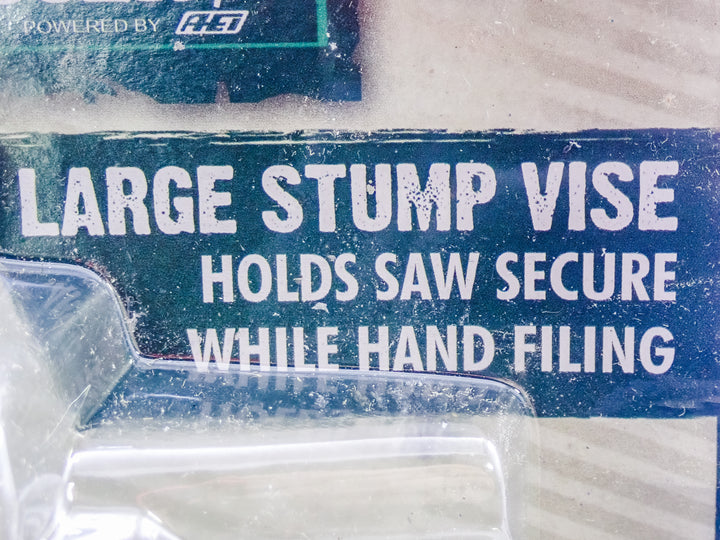 POWERED BY
LARGE STUMP VISE
HOLDS SAW SECURE
WHILE HAND FILING